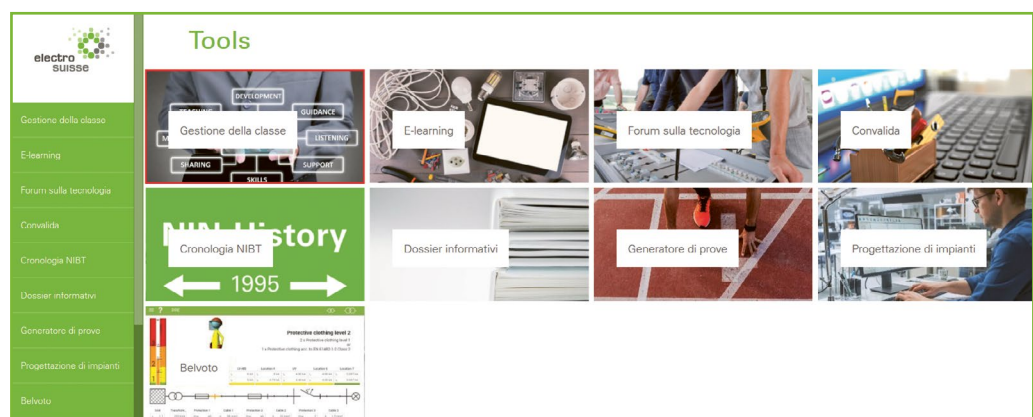 electro
suisse
Tools
Gestione della classe
E-learning
Forum sulla tecnologia
Convalida
Cronologia NIBT
Dossier informativi
Generatore di prove
Progettazione di impianti
Belvoto
DEVELOPMENT
GUIDANCE
LISTENING
SHARING
SUPPORT
SKILLS
Gestione della classe
E-learning
Forum sulla tecnologia
Convalida
NIN-History
Cronologia NIBT
1995
Dossier informativi
Generatore di prove
Progettazione di impianti
Protective clothing level 2
Belvoto